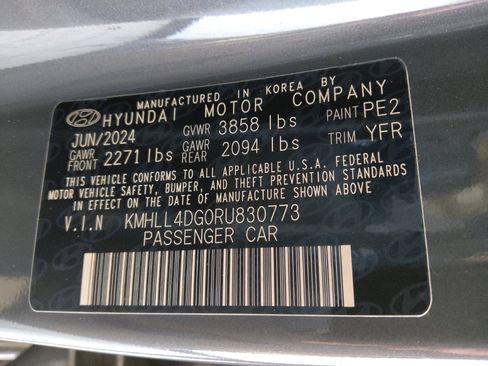 MANUFACTURED IN KOREA BY
HYUNDAI MOTOR COMPANY
JUN/2024 GVWR 3858 lbs PAINT PE2
GAWR FRONT 2271 lbs GAWR REAR 2094 lbs TRIM YFR
THIS VEHICLE CONFORMS TO ALL APPLICABLE U.S.A. FEDERAL
MOTOR VEHICLE SAFETY, BUMPER, AND THEFT PREVENTION STANDARDS
IN EFFECT ON THE DATE OF MANUFACTURE SHOWN ABOVE.
V.I.N KMHLL4DG0RU830773
PASSENGER CAR